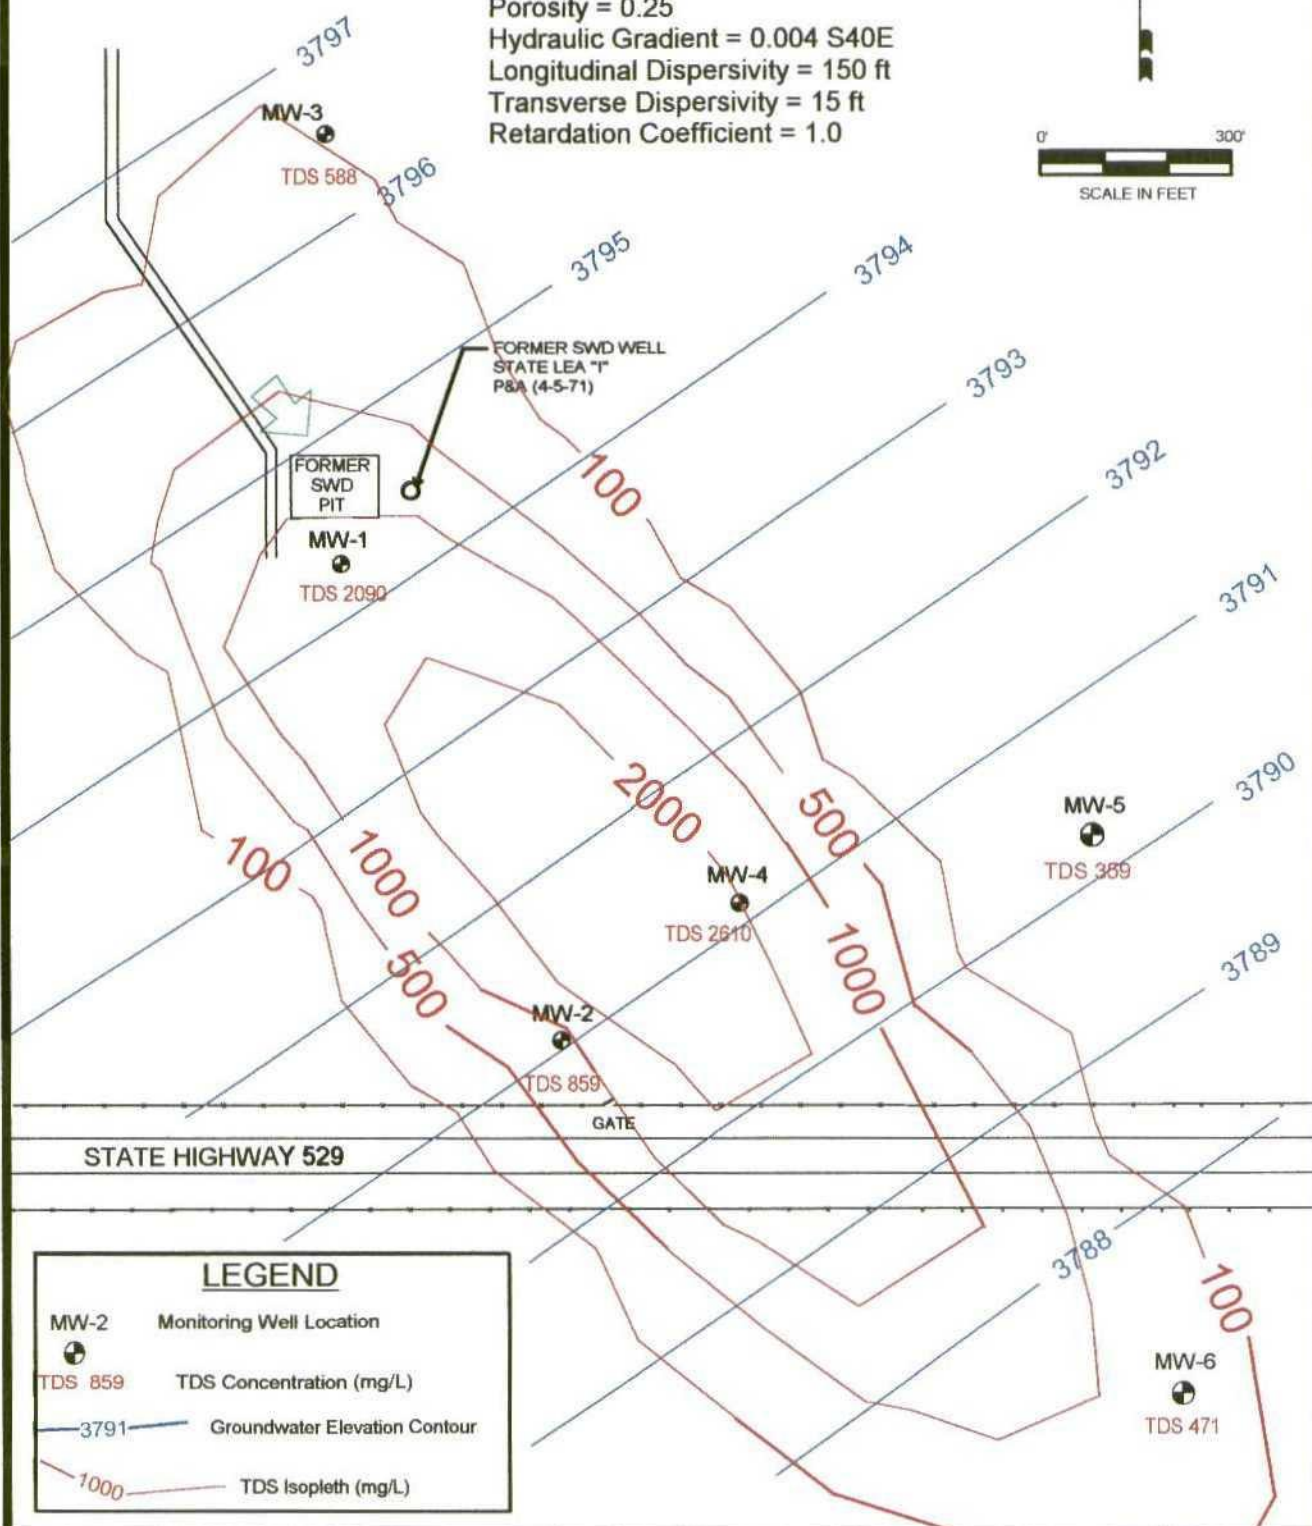 Porosity = 0.25
Hydraulic Gradient = 0.004 S40E
Longitudinal Dispersivity = 150 ft
Transverse Dispersivity = 15 ft
Retardation Coefficient = 1.0
0' 300'
SCALE IN FEET
3797
MW-3
TDS 588
3796
3795
3794
3793
3792
3791
3790
3789
3788
FORMER SWD WELL
STATE LEA "I"
P&A (4-5-71)
FORMER
SWD
PIT
MW-1
TDS 2090
100
2000
500
1000
100
1000
500
MW-5
TDS 389
MW-4
TDS 2610
MW-2
TDS 859
GATE
STATE HIGHWAY 529
100
MW-6
TDS 471
LEGEND
MW-2 Monitoring Well Location
TDS 859 TDS Concentration (mg/L)
3791 Groundwater Elevation Contour
1000 TDS Isopleth (mg/L)